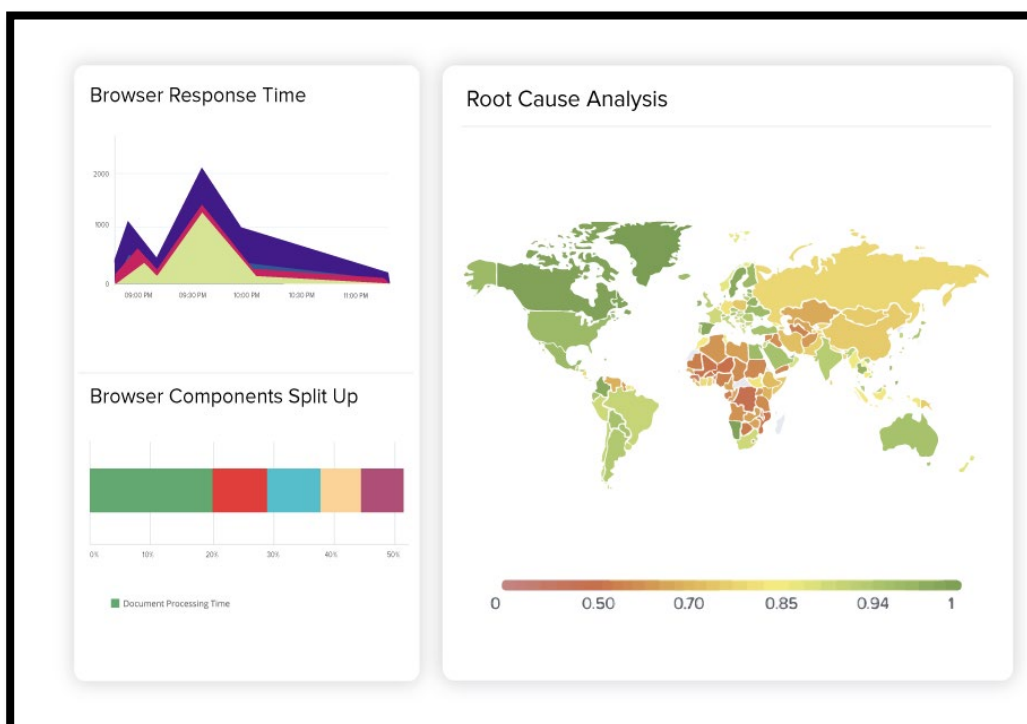 Browser Response Time
2000
1000
0
09:00 PM 09:30 PM 10:00 PM 10:30 PM 11:00 PM
Browser Components Split Up
0% 10% 20% 30% 40% 50%
Document Processing Time
Root Cause Analysis
0 0.50 0.70 0.85 0.94 1